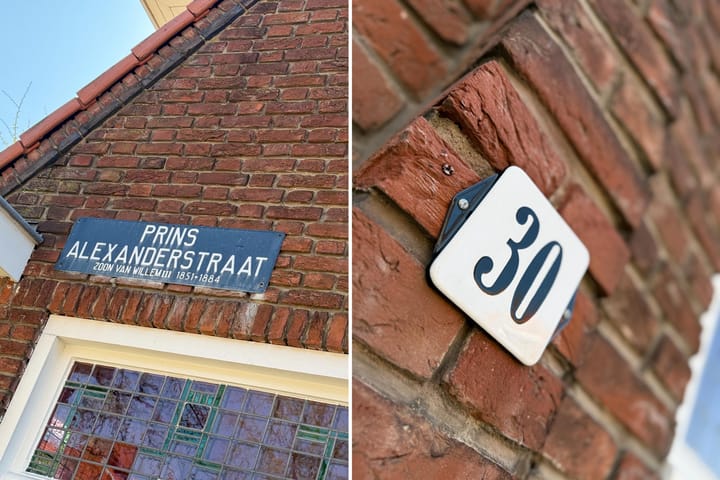 PRINS
ALEXANDERSTRAAT
ZOON VAN WILLEM III 1851-1884
30